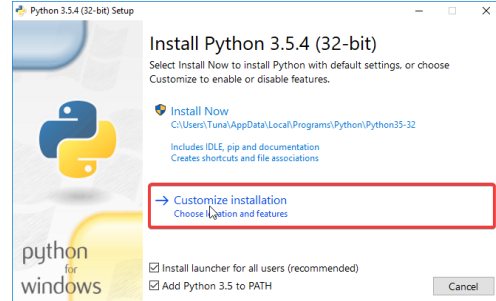 Python 3.5.4 (32-bit) Setup
Install Python 3.5.4 (32-bit)
Select Install Now to install Python with default settings, or choose
Customize to enable or disable features.
Install Now
C:\Users\Tuna\AppData\Local\Programs\Python\Python35-32
Includes IDLE, pip and documentation
Creates shortcuts and file associations
Customize installation
Choose location and features
python
for
windows
Install launcher for all users (recommended)
Add Python 3.5 to PATH
Cancel